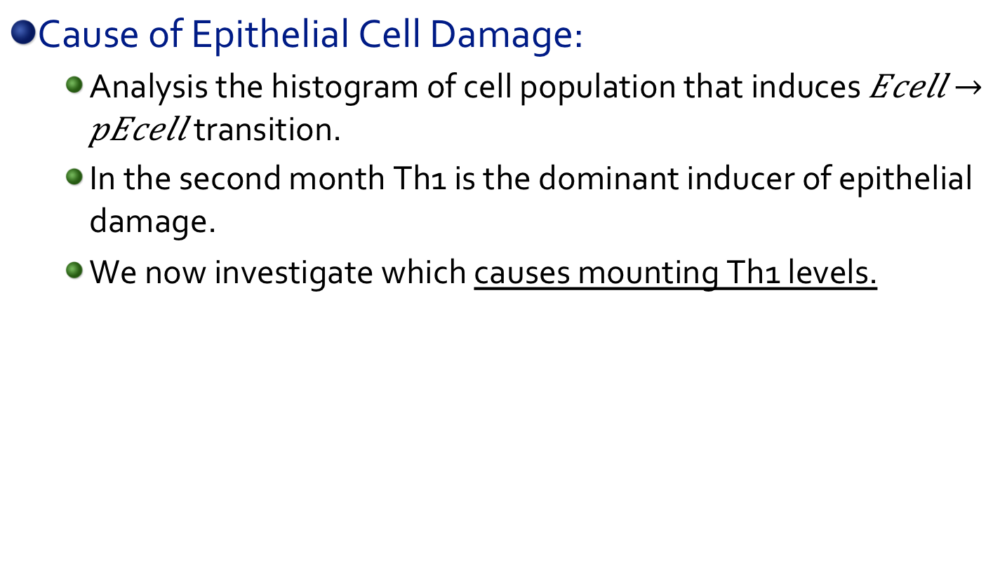 Cause of Epithelial Cell Damage:
Analysis the histogram of cell population that induces Ecell →
pEcell transition.
In the second month Th1 is the dominant inducer of epithelial
damage.
We now investigate which causes mounting Th1 levels.